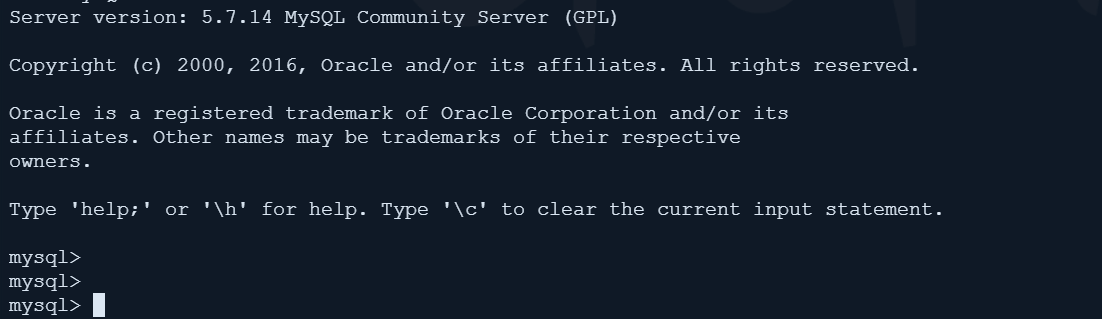 Server version: 5.7.14 MySQL Community Server (GPL)
Copyright (c) 2000, 2016, Oracle and/or its affiliates. All rights reserved.
Oracle is a registered trademark of Oracle Corporation and/or its
affiliates. Other names may be trademarks of their respective
owners.
Type 'help;' or '\h' for help. Type '\c' to clear the current input statement.
mysql>
mysql>
mysql>